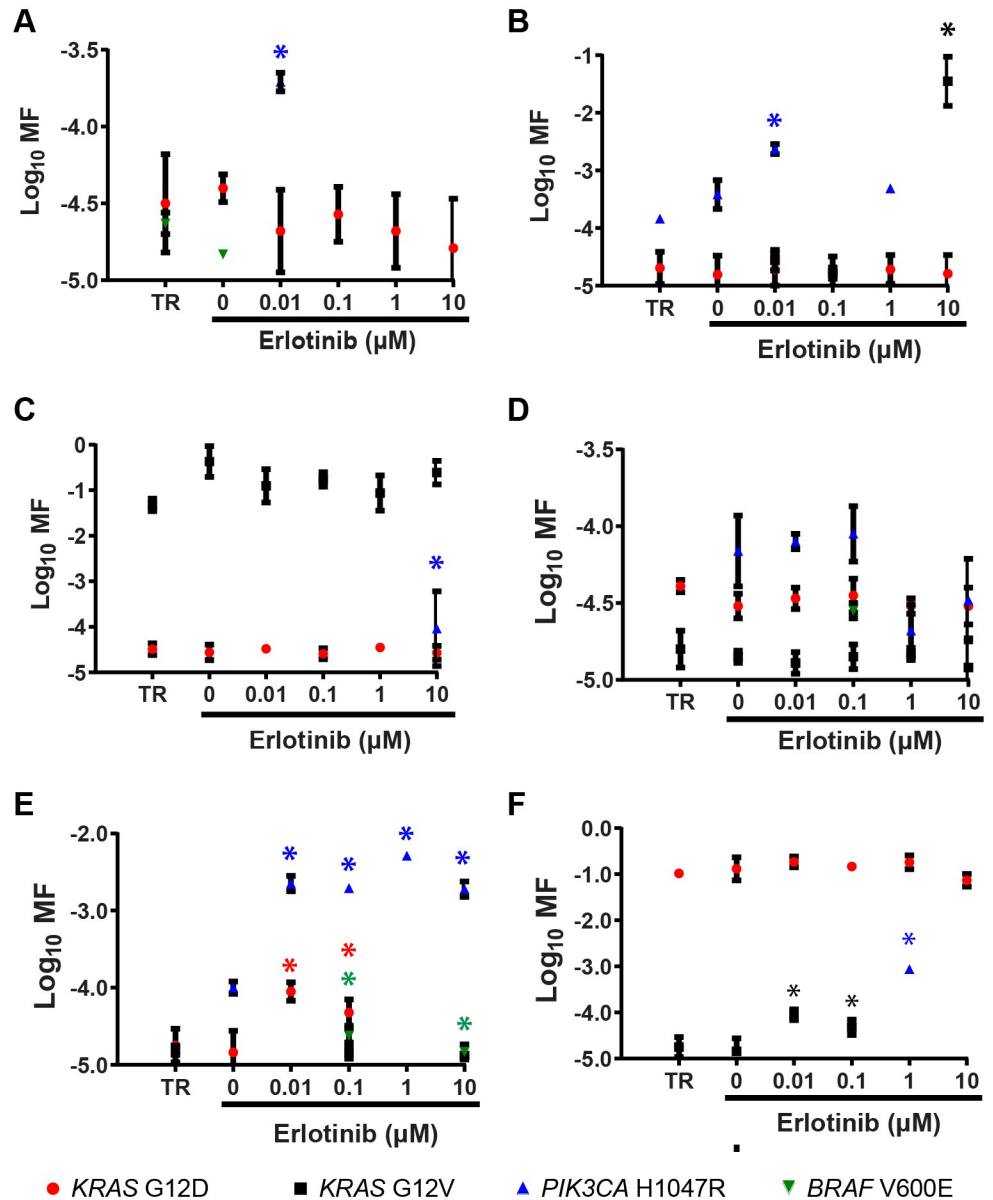 A
Log10 MF
-3.5
*
-4.0
-4.5
-5.0
TR 0 0.01 0.1 1 10
Erlotinib (µM)
B
Log10 MF
*
-1
-2
*
-3
-4
-5
TR 0 0.01 0.1 1 10
Erlotinib (µM)
C
Log10 MF
0
-1
-2
*
-3
-4
-5
TR 0 0.01 0.1 1 10
Erlotinib (µM)
D
Log10 MF
-3.5
-4.0
-4.5
-5.0
TR 0 0.01 0.1 1 10
Erlotinib (µM)
E
Log10 MF
-2.0
* * * *
-3.0
* *
*
-4.0
*
-5.0
TR 0 0.01 0.1 1 10
Erlotinib (µM)
F
Log10 MF
0.0
-1.0
-2.0
*
-3.0
* *
-4.0
-5.0
TR 0 0.01 0.1 1 10
Erlotinib (µM)
KRAS G12D KRAS G12V PIK3CA H1047R BRAF V600E